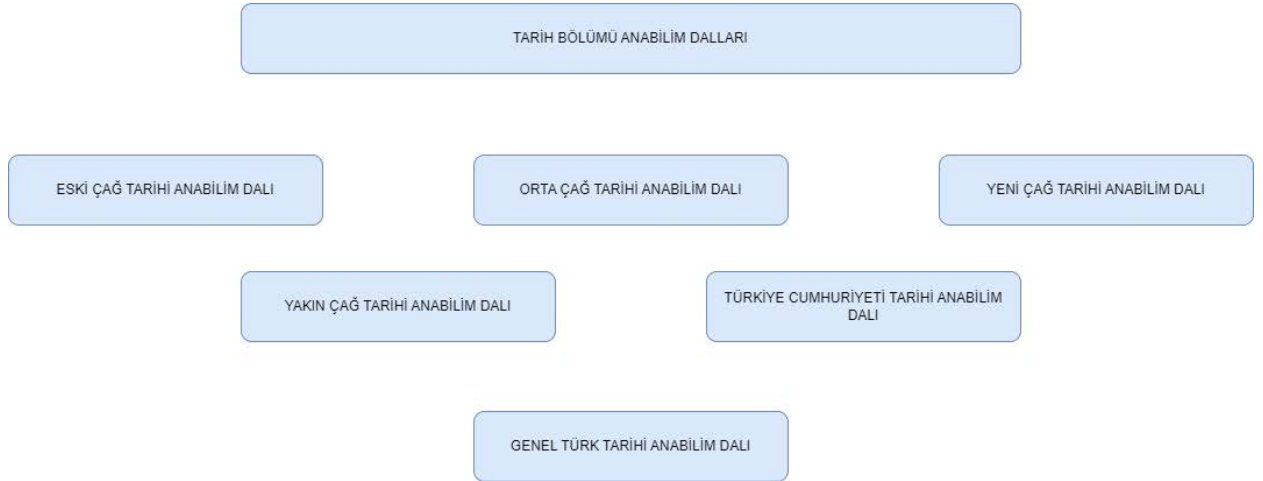 TARİH BÖLÜMÜ ANABİLİM DALLARI
ESKİ ÇAĞ TARİHİ ANABİLİM DALI
ORTA ÇAĞ TARİHİ ANABİLİM DALI
YENİ ÇAĞ TARİHİ ANABİLİM DALI
YAKIN ÇAĞ TARİHİ ANABİLİM DALI
TÜRKİYE CUMHURİYETİ TARİHİ ANABİLİM
DALI
GENEL TÜRK TARİHİ ANABİLİM DALI